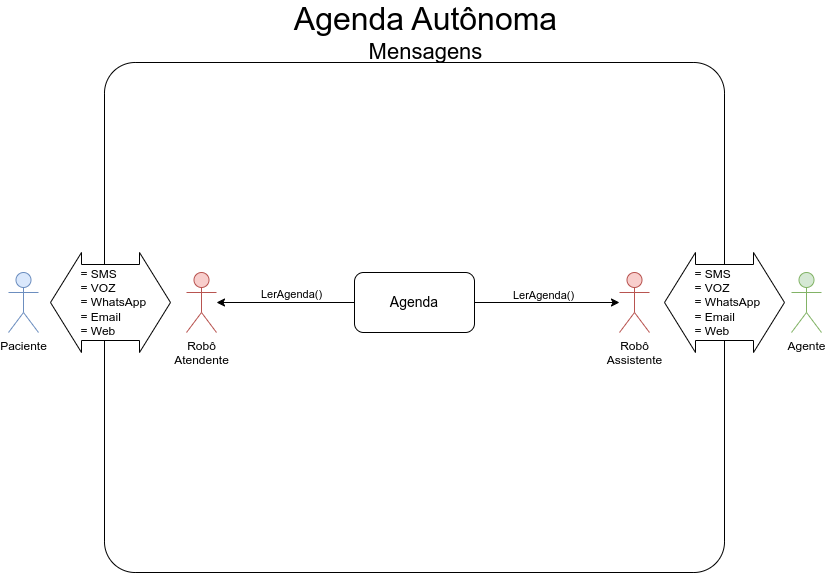 Agenda Autônoma
Mensagens
= SMS
= VOZ
= WhatsApp
= Email
= Web
Paciente
Robô
Atendente
LerAgenda()
Agenda
LerAgenda()
Robô
Assistente
= SMS
= VOZ
= WhatsApp
= Email
= Web
Agente